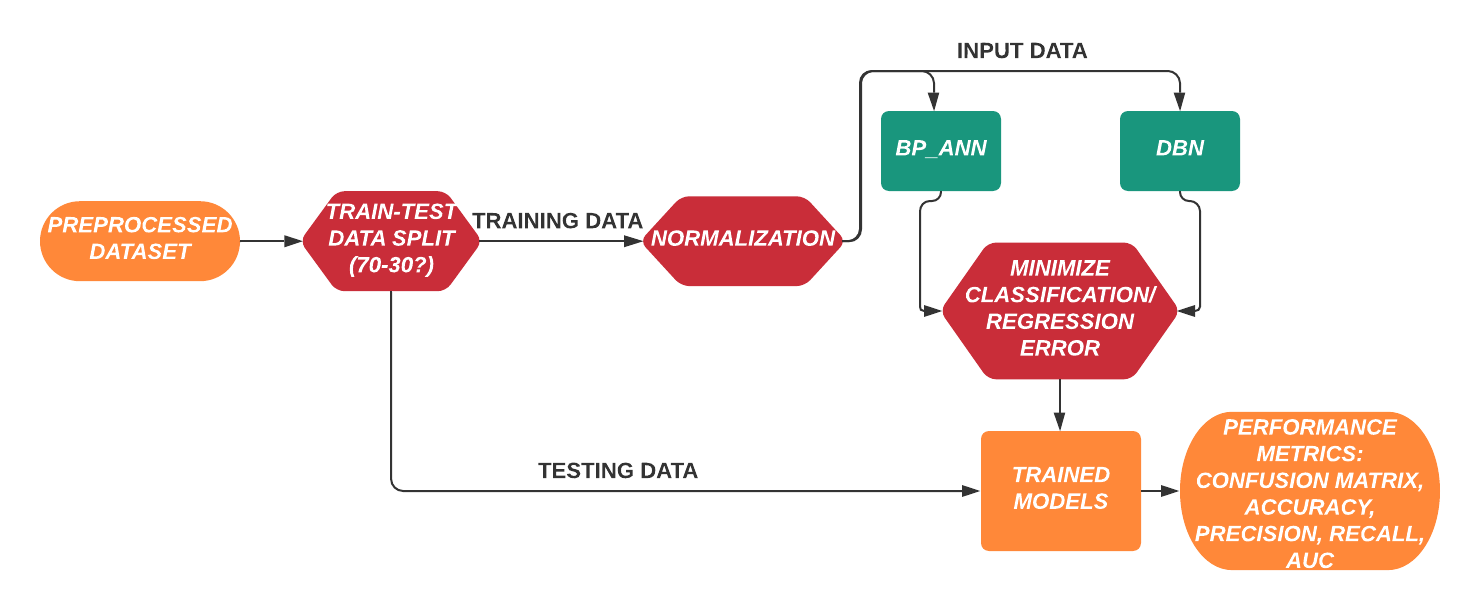 INPUT DATA
BP_ANN
DBN
PREPROCESSED
DATASET
TRAIN-TEST
DATA SPLIT
(70-30?)
TRAINING DATA
NORMALIZATION
MINIMIZE
CLASSIFICATION/
REGRESSION
ERROR
TESTING DATA
TRAINED
MODELS
PERFORMANCE
METRICS:
CONFUSION MATRIX,
ACCURACY,
PRECISION, RECALL,
AUC